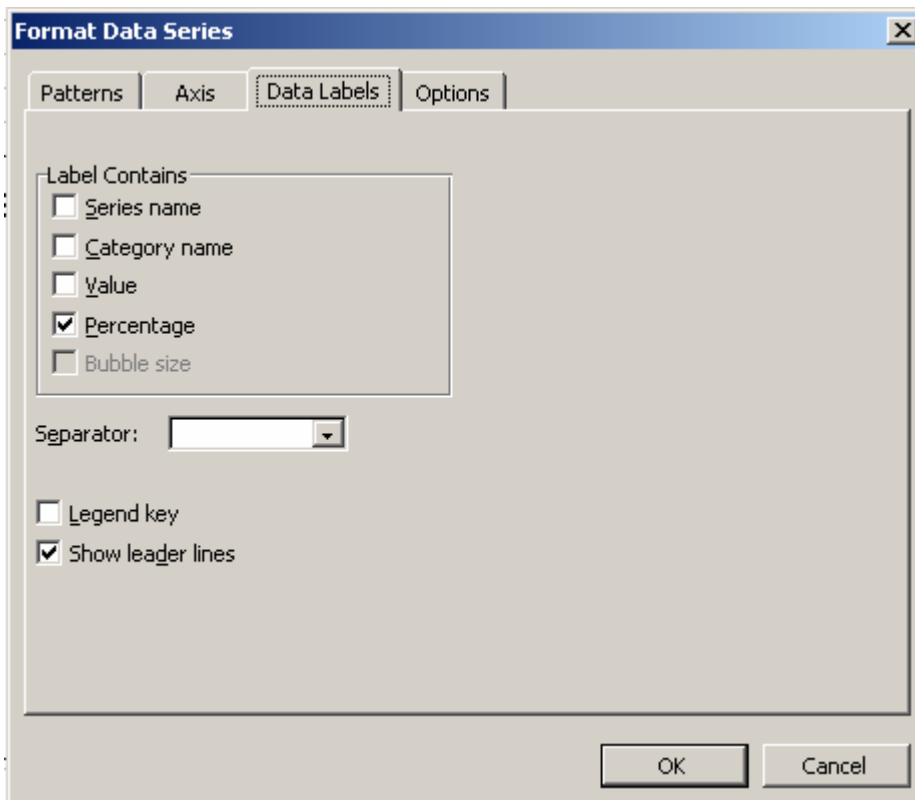 Format Data Series
Patterns Axis Data Labels Options
Label Contains
Series name
Category name
Value
Percentage
Bubble size
Separator:
Legend key
Show leader lines
OK Cancel